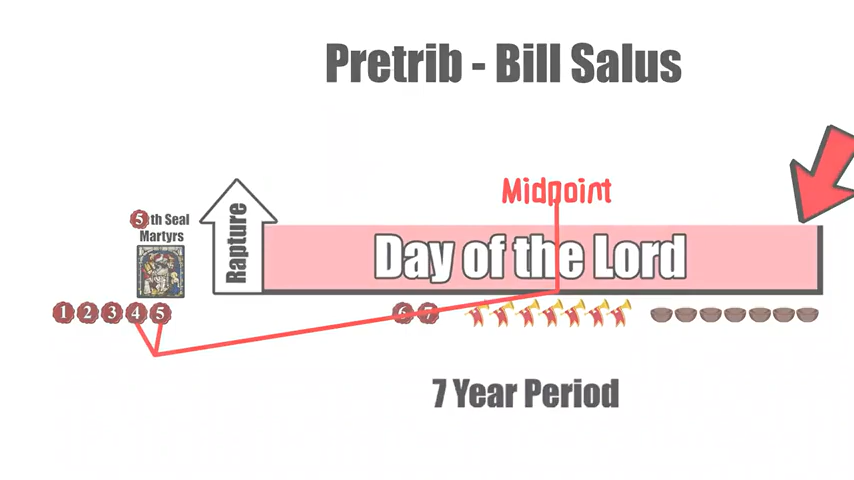 Pretrib - Bill Salus
Midpoint
5th Seal
Martyrs
Rapture
Day of the Lord
1 2 3 4 5 6 7
7 Year Period